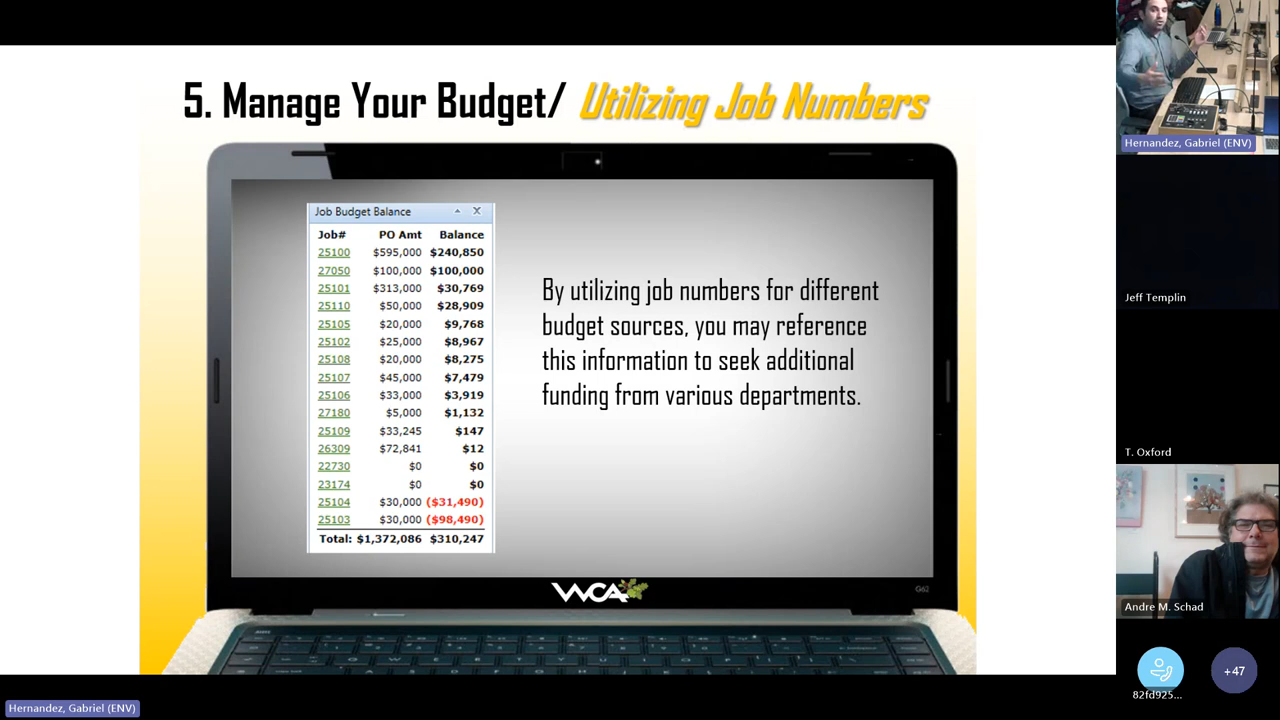 5. Manage Your Budget/ Utilizing Job Numbers
Job Budget Balance
Job# PO Amt Balance
25100 $595,000 $240,850
27050 $100,000 $100,000
25101 $313,000 $30,769
25110 $50,000 $28,909
25105 $20,000 $9,768
25102 $25,000 $8,967
25108 $20,000 $8,275
25107 $45,000 $7,479
25106 $33,000 $3,919
27180 $5,000 $1,132
25109 $33,245 $147
26309 $72,841 $12
22730 $0 $0
23174 $0 $0
25104 $30,000 ($31,490)
25103 $30,000 ($98,490)
Total: $1,372,086 $310,247
By utilizing job numbers for different
budget sources, you may reference
this information to seek additional
funding from various departments.
WCA
G62
Hernandez, Gabriel (ENV)
Jeff Templin
T. Oxford
Andre M. Schad
82fd925...
+47
Hernandez, Gabriel (ENV)